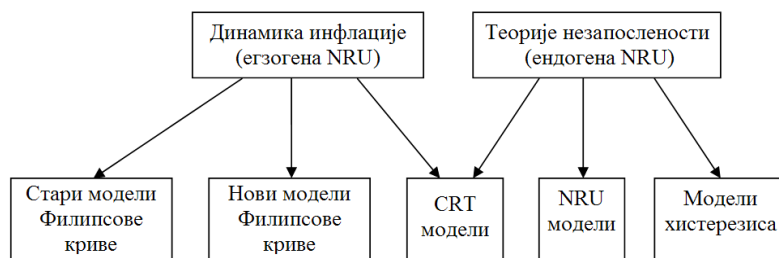 Динамика инфлације
(егзогена NRU)
Теорије незапослености
(ендогена NRU)
Стари модели
Филипсове
криве
Нови модели
Филипсове
криве
CRT
модели
NRU
модели
Модели
хистерезиса